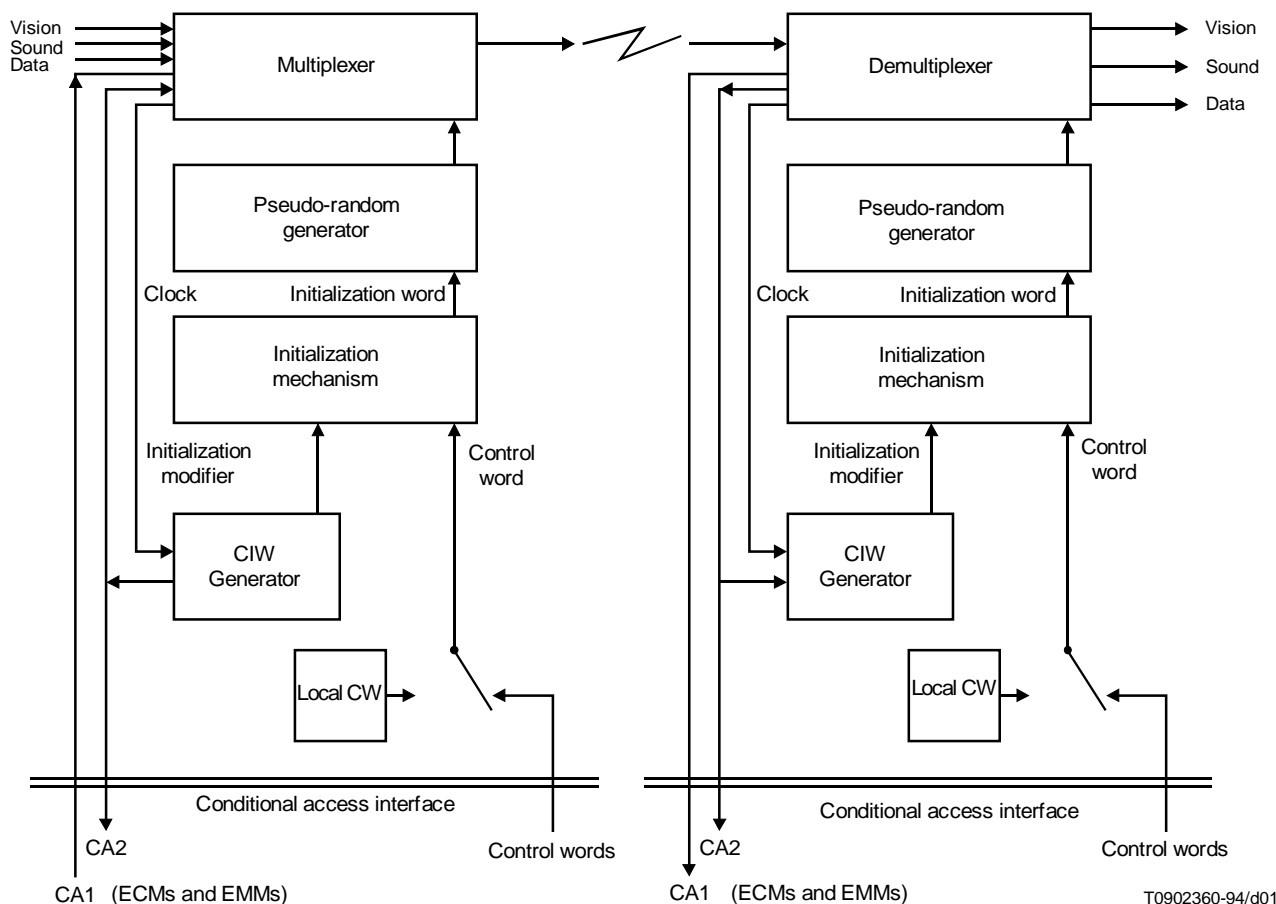 Vision
Sound
Data
Multiplexer
Demultiplexer
Vision
Sound
Data
Pseudo-random
generator
Pseudo-random
generator
Clock
Initialization word
Clock
Initialization word
Initialization
mechanism
Initialization
mechanism
Initialization
modifier
Control
word
Initialization
modifier
Control
word
CIW
Generator
CIW
Generator
Local CW
Local CW
Conditional access interface
Conditional access interface
CA2
Control words
CA2
Control words
CA1 (ECMs and EMMs)
CA1 (ECMs and EMMs)
T0902360-94/d01